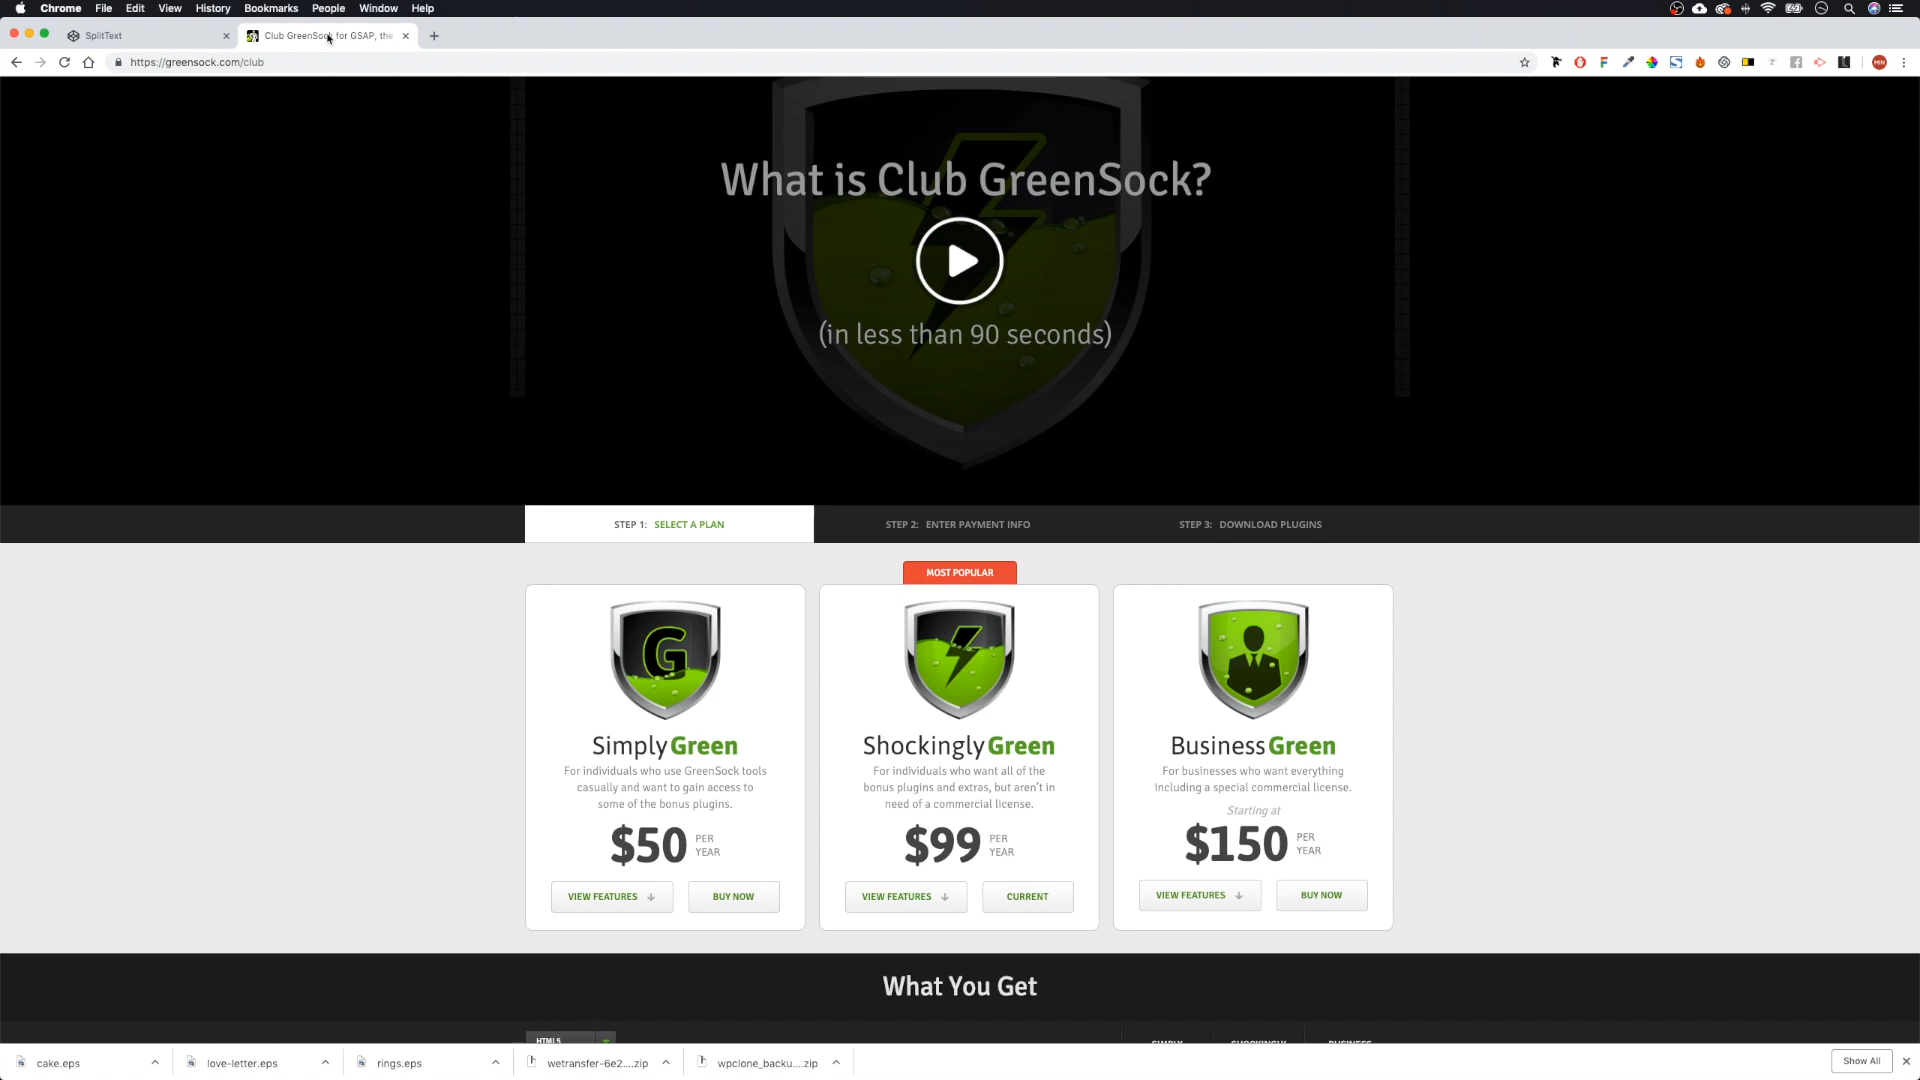 Chrome File Edit View History Bookmarks People Window Help
SplitText
Club GreenSock for GSAP, the
https://greensock.com/club
What is Club GreenSock?
(in less than 90 seconds)
STEP 1: SELECT A PLAN
STEP 2: ENTER PAYMENT INFO
STEP 3: DOWNLOAD PLUGINS
MOST POPULAR
G
SimplyGreen
For individuals who use GreenSock tools
casually and want to gain access to
some of the bonus plugins.
$50 PER
YEAR
VIEW FEATURES
BUY NOW
ShockinglyGreen
For individuals who want all of the
bonus plugins and extras, but aren't in
need of a commercial license.
$99 PER
YEAR
VIEW FEATURES
CURRENT
BusinessGreen
For businesses who want everything
including a special commercial license.
Starting at
$150 PER
YEAR
VIEW FEATURES
BUY NOW
What You Get
HTML5
SIMPLY
SHOCKINGLY
BUSINESS
cake.eps
love-letter.eps
rings.eps
wetransfer-6e2....zip
wpclone_backu....zip
Show All